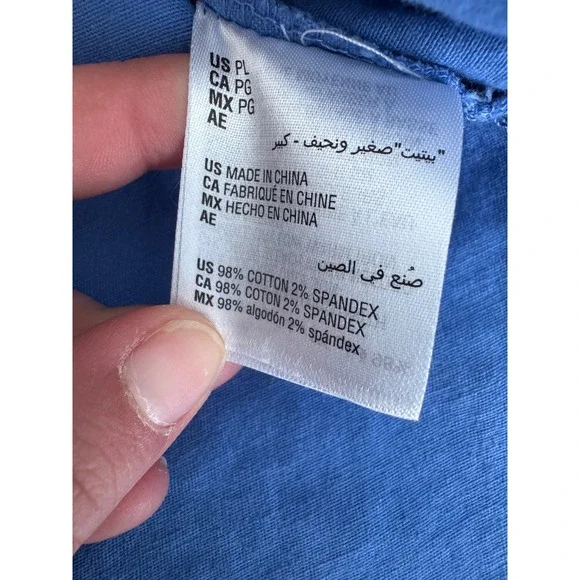 US PL
CA PG
MX PG
AE
"بيتيت" صغير ونحيف - كبير
US MADE IN CHINA
CA FABRIQUÉ EN CHINE
MX HECHO EN CHINA
AE
صُنع في الصين
US 98% COTTON 2% SPANDEX
CA 98% COTON 2% SPANDEX
MX 98% algodón 2% spándex